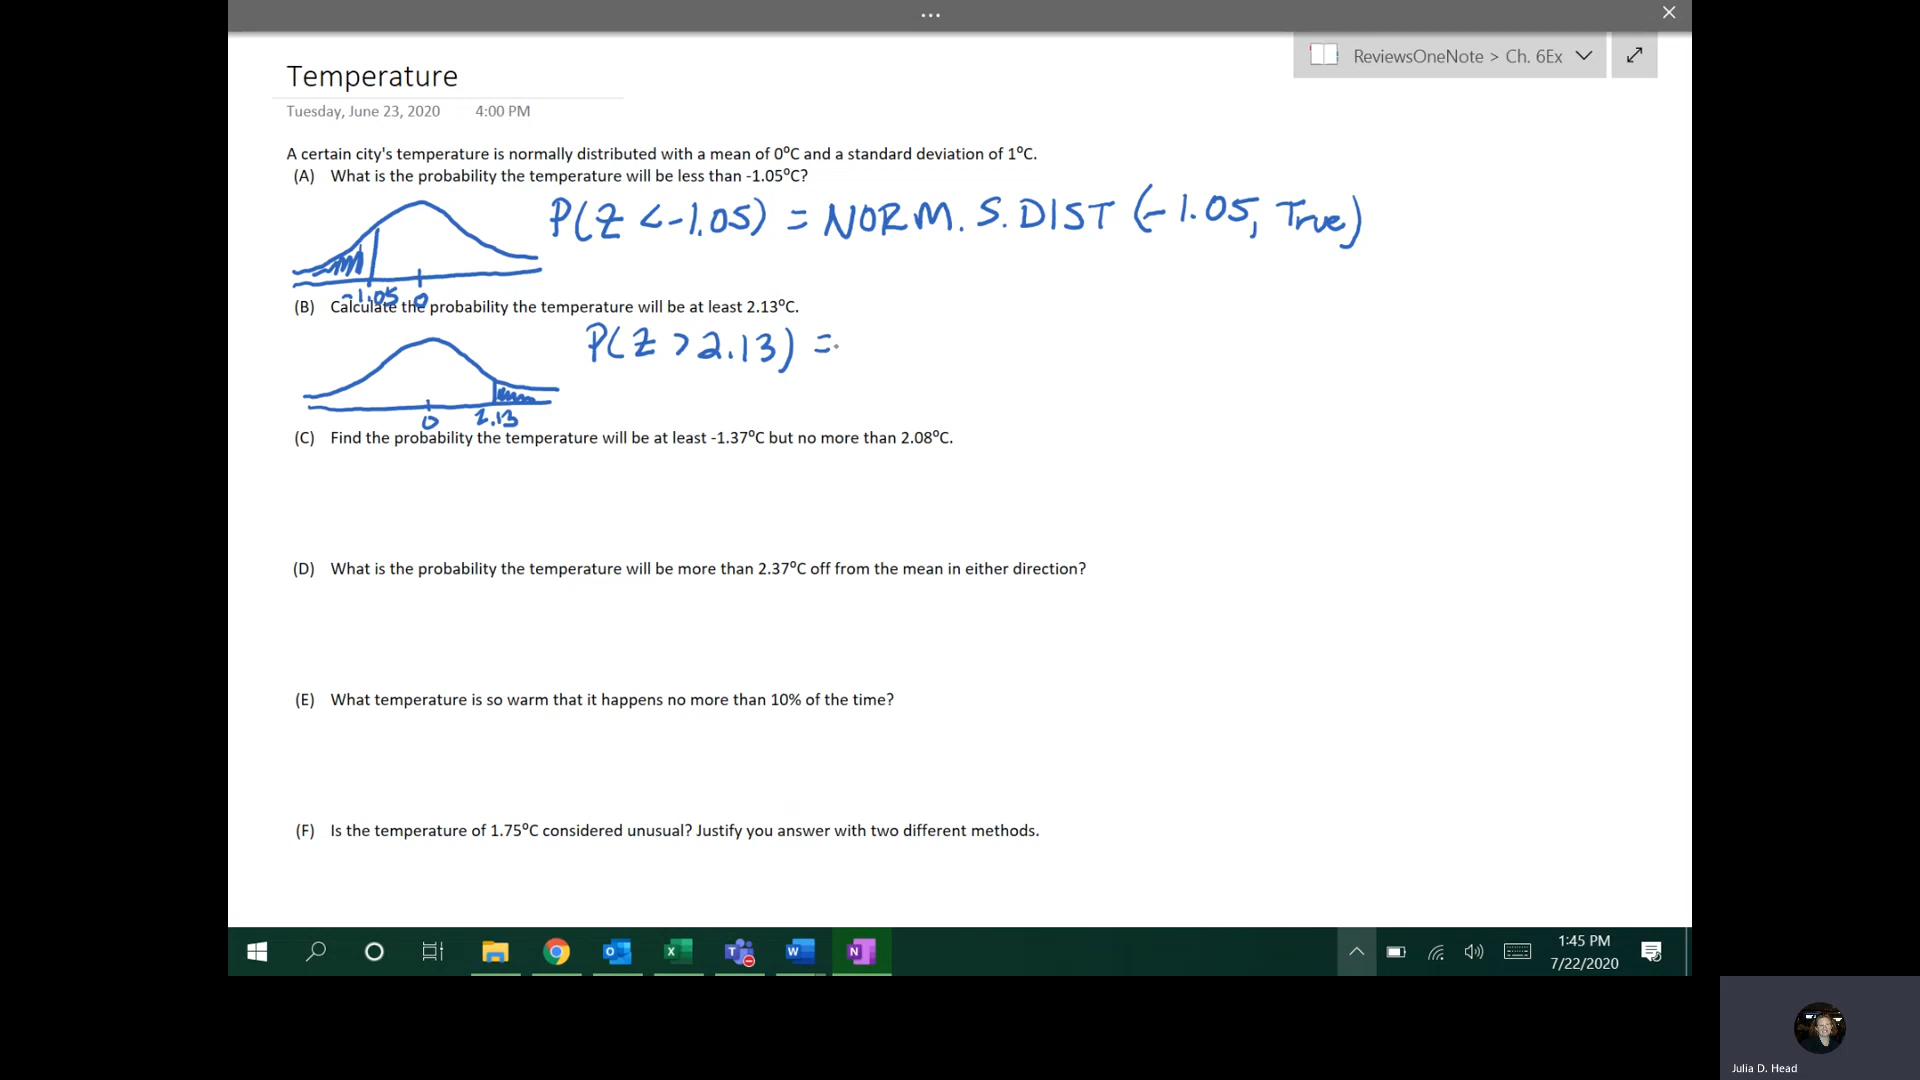 ReviewsOneNote > Ch. 6Ex
Temperature
Tuesday, June 23, 2020 4:00 PM
A certain city's temperature is normally distributed with a mean of 0°C and a standard deviation of 1°C.
(A) What is the probability the temperature will be less than -1.05°C?
P(Z < -1.05) = NORM.S.DIST(-1.05, True)
-1.05 0
(B) Calculate the probability the temperature will be at least 2.13°C.
P(Z > 2.13) =
0 2.13
(C) Find the probability the temperature will be at least -1.37°C but no more than 2.08°C.
(D) What is the probability the temperature will be more than 2.37°C off from the mean in either direction?
(E) What temperature is so warm that it happens no more than 10% of the time?
(F) Is the temperature of 1.75°C considered unusual? Justify you answer with two different methods.
1:45 PM
7/22/2020
Julia D. Head